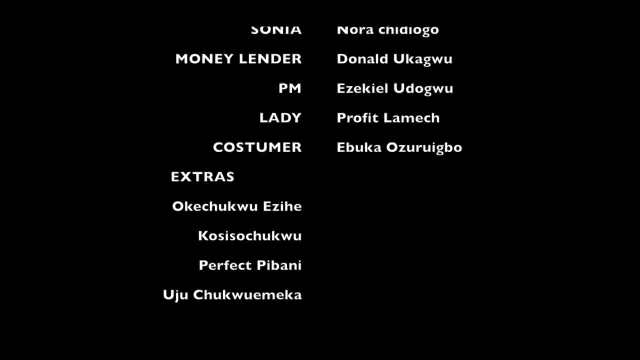 SONIA Nora chidiogo
MONEY LENDER Donald Ukagwu
PM Ezekiel Udogwu
LADY Profit Lamech
COSTUMER Ebuka Ozuruigbo
EXTRAS
Okechukwu Ezihe
Kosisochukwu
Perfect Pibani
Uju Chukwuemeka